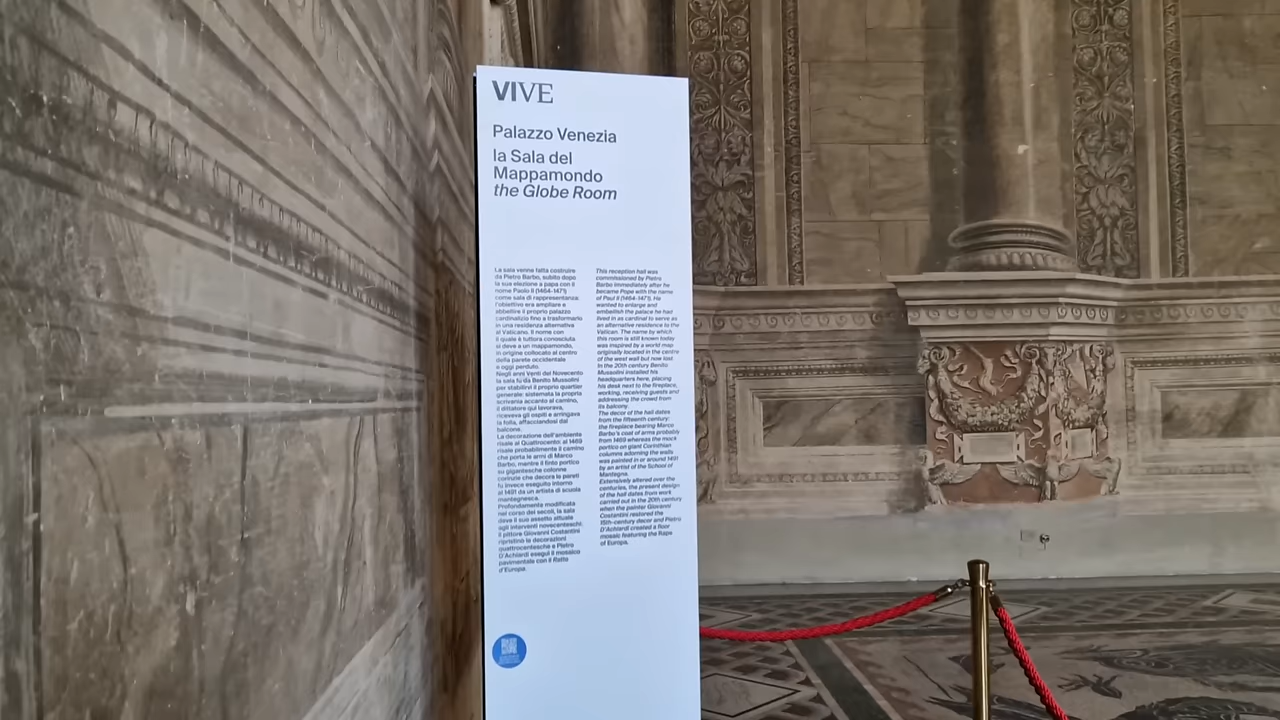 VIVE
Palazzo Venezia
la Sala del
Mappamondo
the Globe Room
La sala venne fatta costruire
da Pietro Barbo, subito dopo
la sua elezione a papa con il
nome Paolo II (1464-1471)
come sala di rappresentanza:
l'obiettivo era ampliare e
abbellire il proprio palazzo
cardinalizio fino a trasformarlo
in una residenza alternativa
al Vaticano. Il nome con
il quale è tuttora conosciuta
si deve a un mappamondo,
in origine collocato al centro
della parete occidentale
e oggi perduto.
Negli anni Venti del Novecento
la sala fu da Benito Mussolini
per stabilirvi il proprio quartier
generale: sistemata la propria
scrivania accanto al camino,
il dittatore qui lavorava,
riceveva gli ospiti e arringava
la folla, affacciandosi dal
balcone.
La decorazione dell'ambiente
risale al Quattrocento: al 1469
risale probabilmente il camino
che porta le armi di Marco
Barbo, mentre il finto portico
su gigantesche colonne
corinzie che decora le pareti
fu invece eseguito intorno
al 1491 da un artista di scuola
mantegnesca.
Profondamente modificata
nel corso dei secoli, la sala
deve il suo assetto attuale
agli interventi novecenteschi:
il pittore Giovanni Costantini
ripristinò le decorazioni
quattrocentesche e Pietro
D'Achiardi eseguì il mosaico
pavimentale con il Ratto
d'Europa.
This reception hall was
commissioned by Pietro
Barbo immediately after he
became Pope with the name
of Paul II (1464-1471). He
wanted to enlarge and
embellish the palace he had
lived in as cardinal to serve as
an alternative residence to the
Vatican. The name by which
this room is still known today
was inspired by a world map
originally located in the centre
of the west wall but now lost.
In the 20th century Benito
Mussolini installed his
headquarters here, placing
his desk next to the fireplace,
working, receiving guests and
addressing the crowd from
its balcony.
The decor of the hall dates
from the fifteenth century:
the fireplace bearing Marco
Barbo's coat of arms probably
from 1469 whereas the mock
portico on giant Corinthian
columns adorning the walls
was painted in or around 1491
by an artist of the School of
Mantegna.
Extensively altered over the
centuries, the present design
of the hall dates from work
carried out in the 20th century
when the painter Giovanni
Costantini restored the
15th-century decor and Pietro
D'Achiardi created a floor
mosaic featuring the Rape
of Europa.